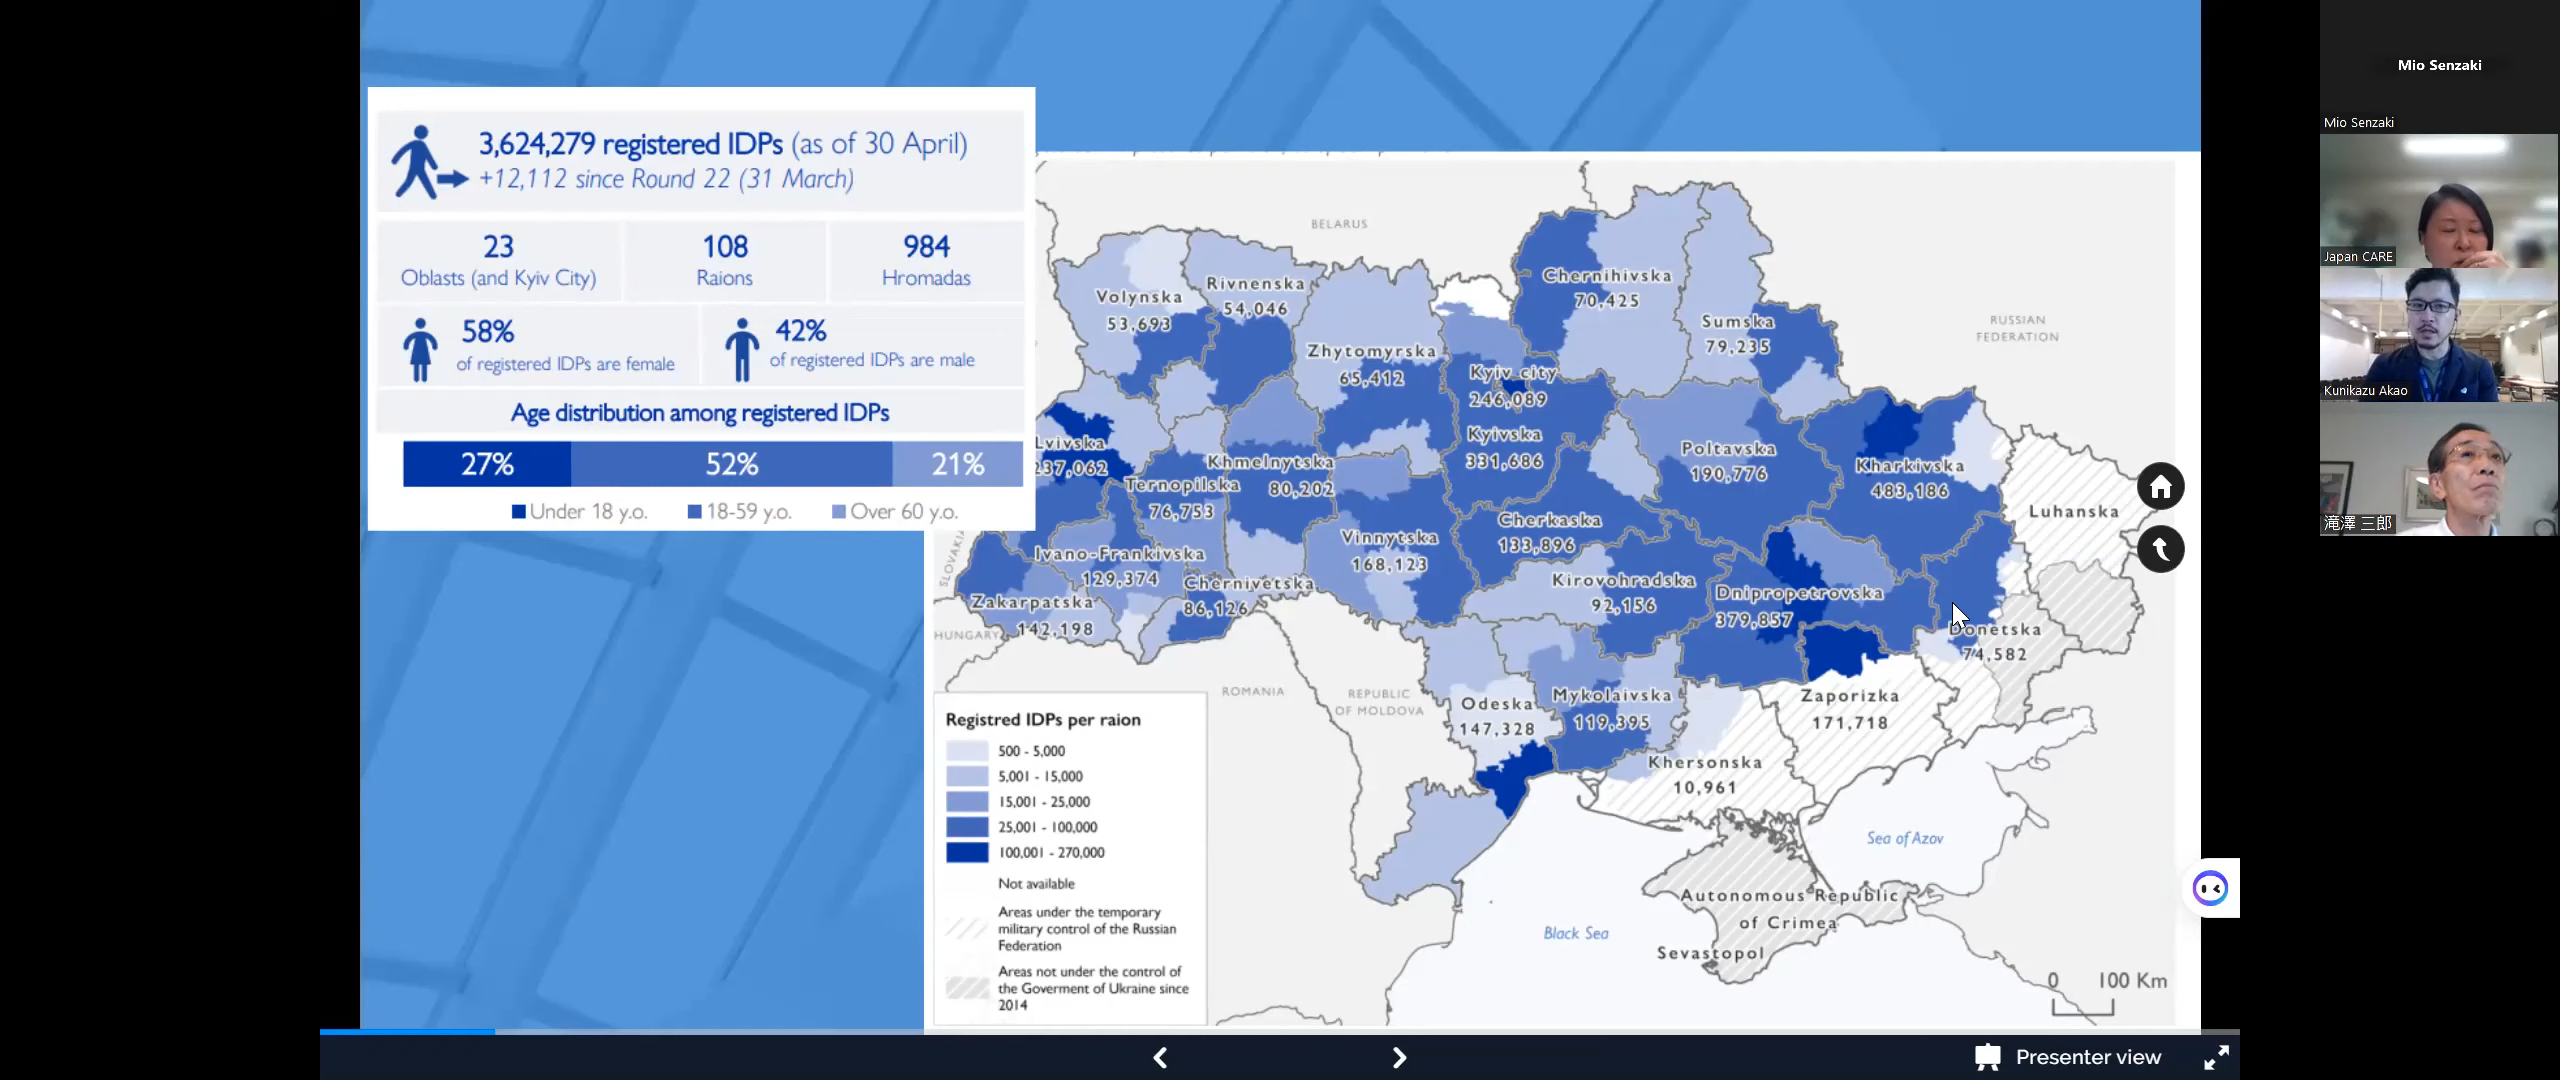 3,624,279 registered IDPs (as of 30 April)
+12,112 since Round 22 (31 March)
23
Oblasts (and Kyiv City)
108
Raions
984
Hromadas
58%
of registered IDPs are female
42%
of registered IDPs are male
Age distribution among registered IDPs
27%
52%
21%
Under 18 y.o.
18-59 y.o.
Over 60 y.o.
BELARUS
RUSSIAN
FEDERATION
Volynska
53,693
Rivnenska
54,046
Zhytomyrska
65,412
Kyiv city
246,089
Kyivska
331,686
Chernihivska
70,425
Sumska
79,235
Lvivska
237,062
Khmelnytska
80,202
Ternopilska
76,753
Poltavska
190,776
Kharkivska
483,186
Luhanska
Cherkaska
133,896
Vinnytska
168,123
Ivano-Frankivska
129,374
Chernivetska
86,126
Zakarpatska
142,198
SLOVAKIA
HUNGARY
Kirovohradska
92,156
Dnipropetrovska
379,857
Donetska
74,582
ROMANIA
REPUBLIC
OF MOLDOVA
Odeska
147,328
Mykolaivska
119,395
Zaporizka
171,718
Khersonska
10,961
Sea of Azov
Autonomous Republic
of Crimea
Sevastopol
Black Sea
0 100 Km
Registred IDPs per raion
500 - 5,000
5,001 - 15,000
15,001 - 25,000
25,001 - 100,000
100,001 - 270,000
Not available
Areas under the temporary
military control of the Russian
Federation
Areas not under the control of
the Goverment of Ukraine since
2014
Presenter view
Mio Senzaki
Mio Senzaki
Japan CARE
Kunikazu Akao
滝澤 三郎